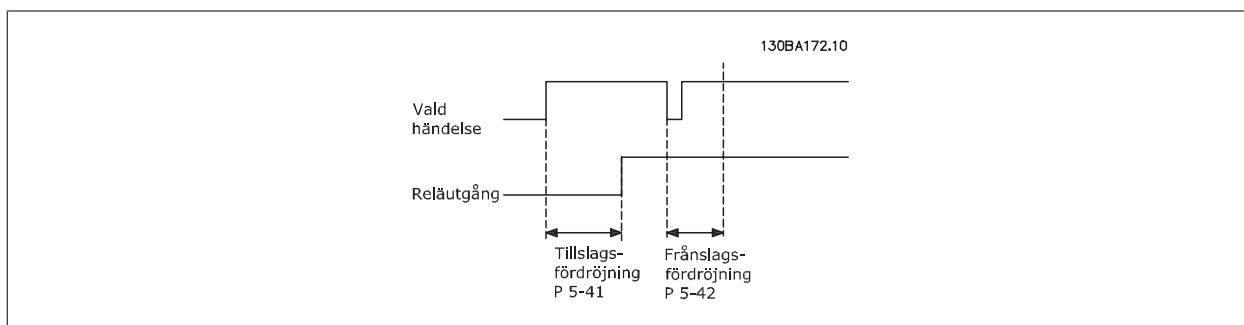 130BA172.10
Vald
händelse
Reläutgång
Tillslags-
fördröjning
P 5-41
Frånslags-
fördröjning
P 5-42